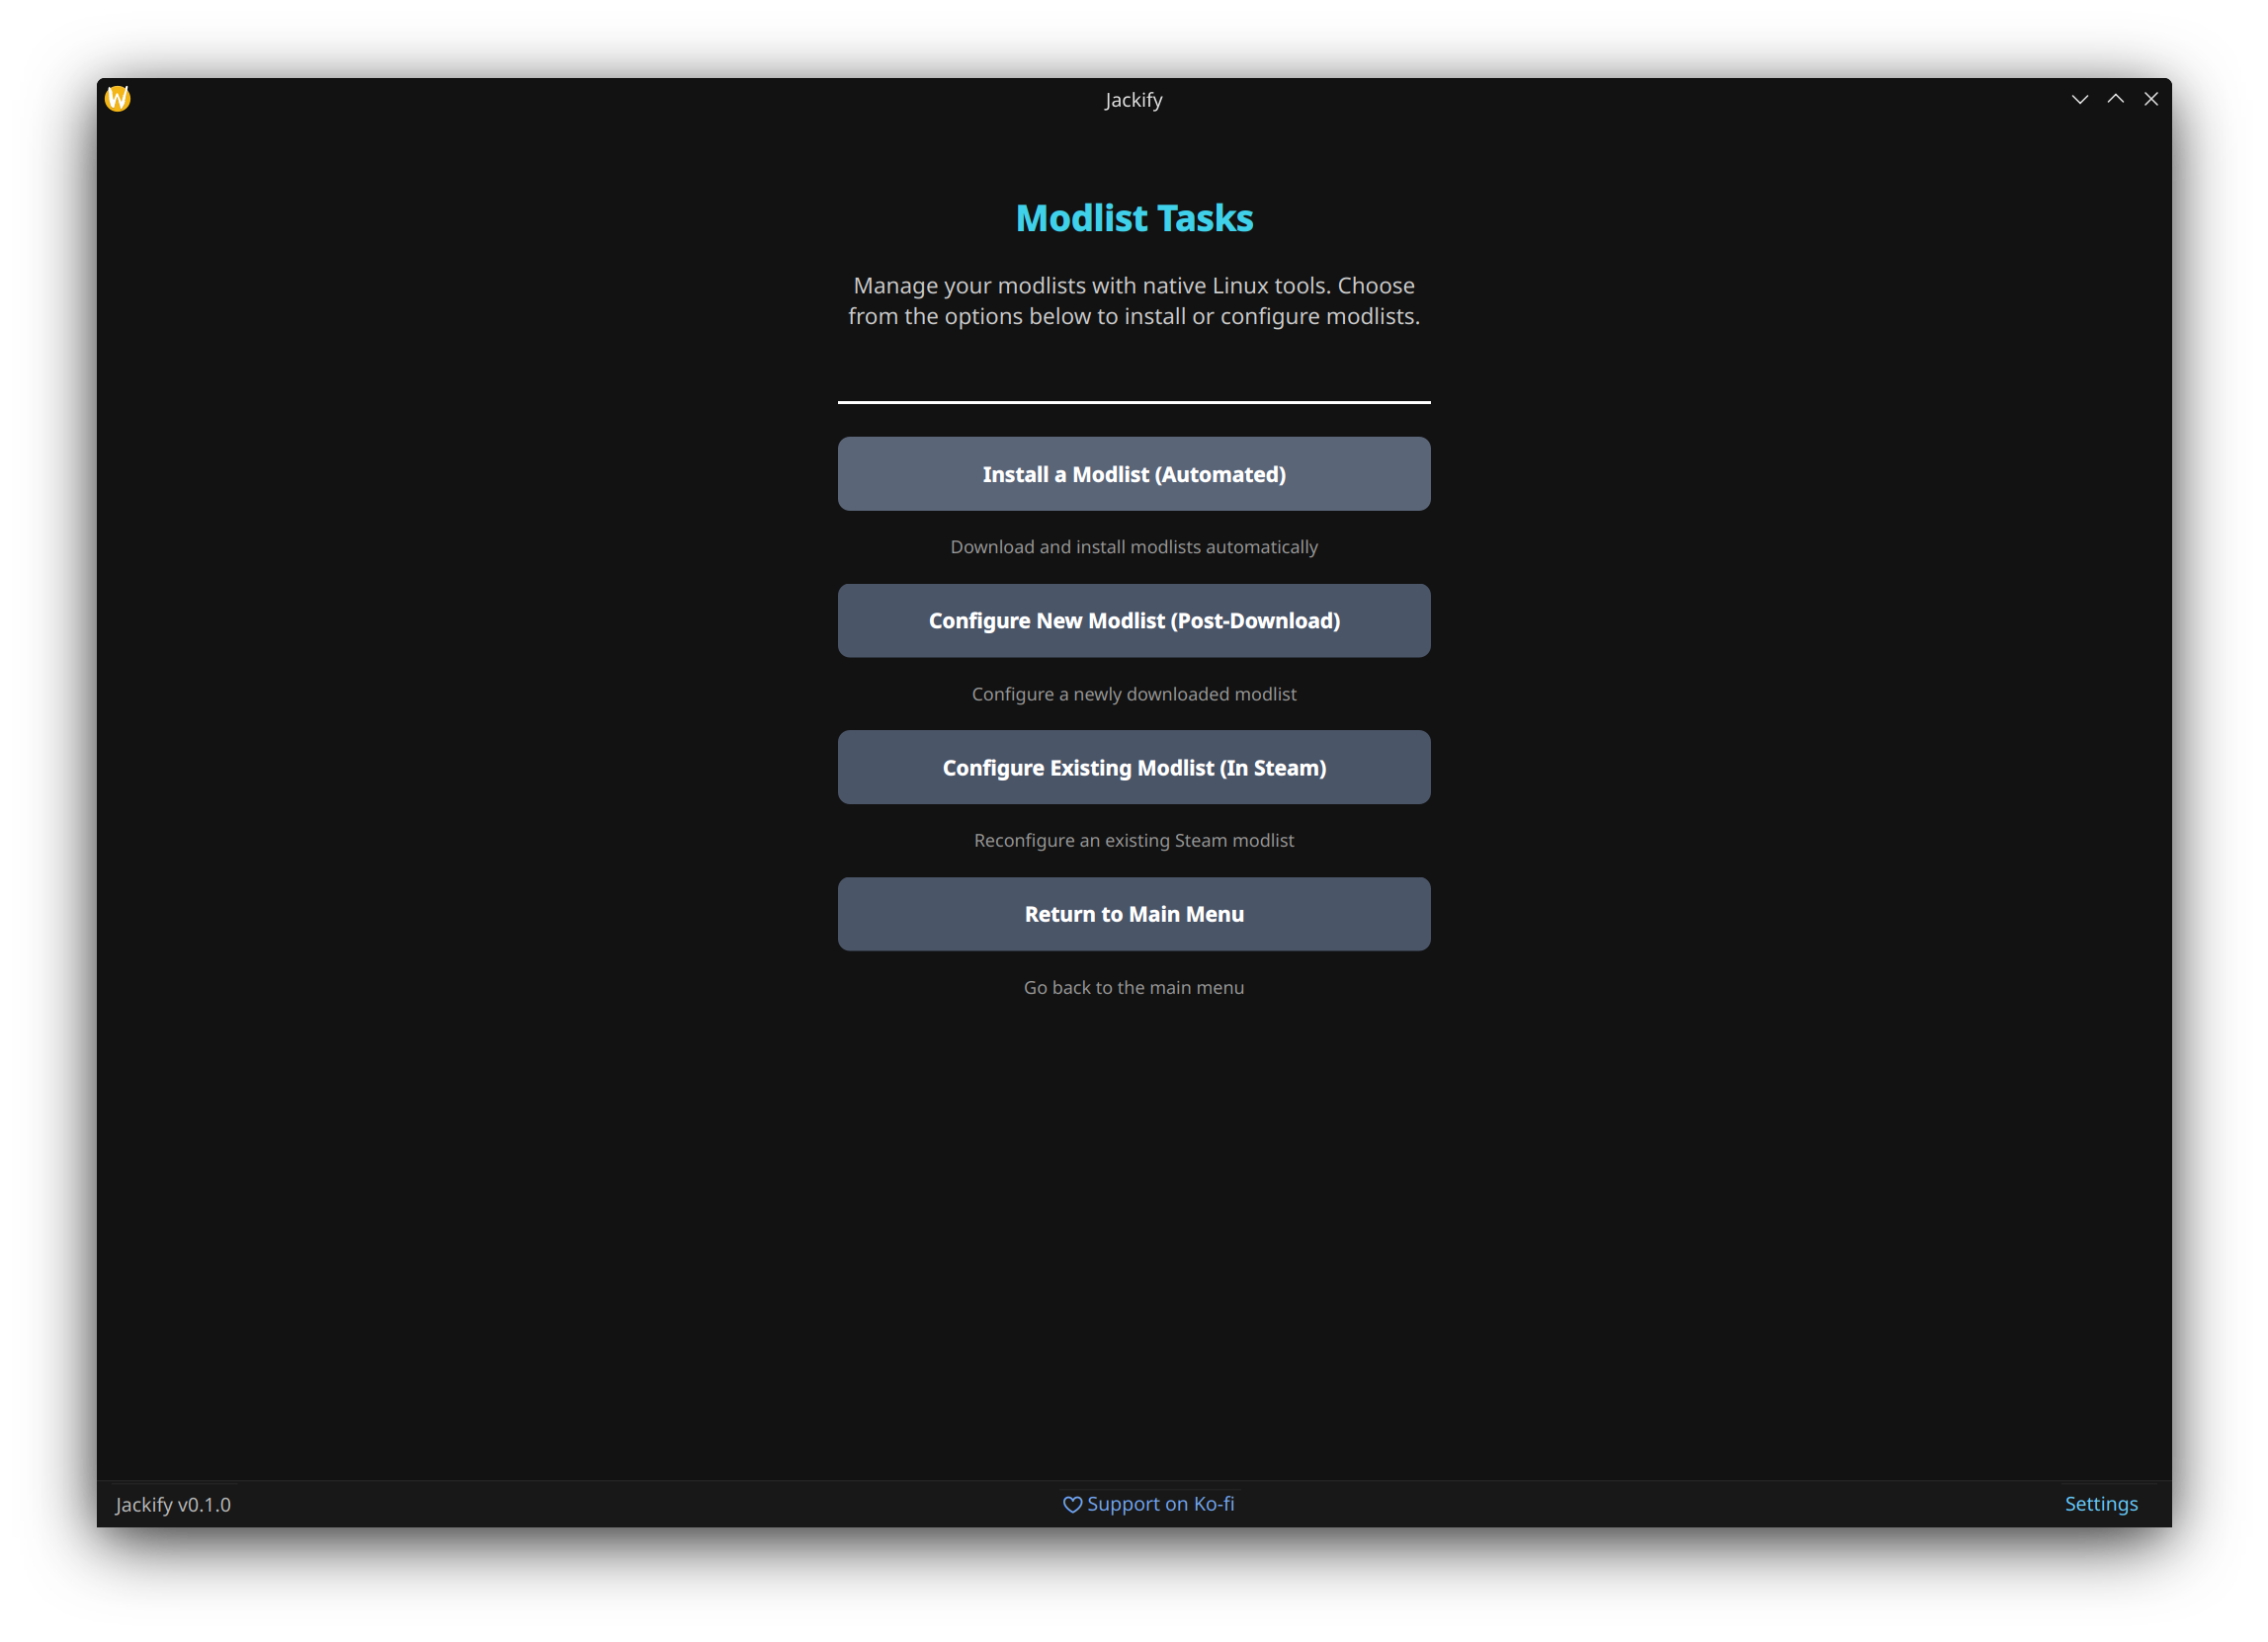 W
Jackify
Modlist Tasks
Manage your modlists with native Linux tools. Choose
from the options below to install or configure modlists.
Install a Modlist (Automated)
Download and install modlists automatically
Configure New Modlist (Post-Download)
Configure a newly downloaded modlist
Configure Existing Modlist (In Steam)
Reconfigure an existing Steam modlist
Return to Main Menu
Go back to the main menu
Jackify v0.1.0
Support on Ko-fi
Settings